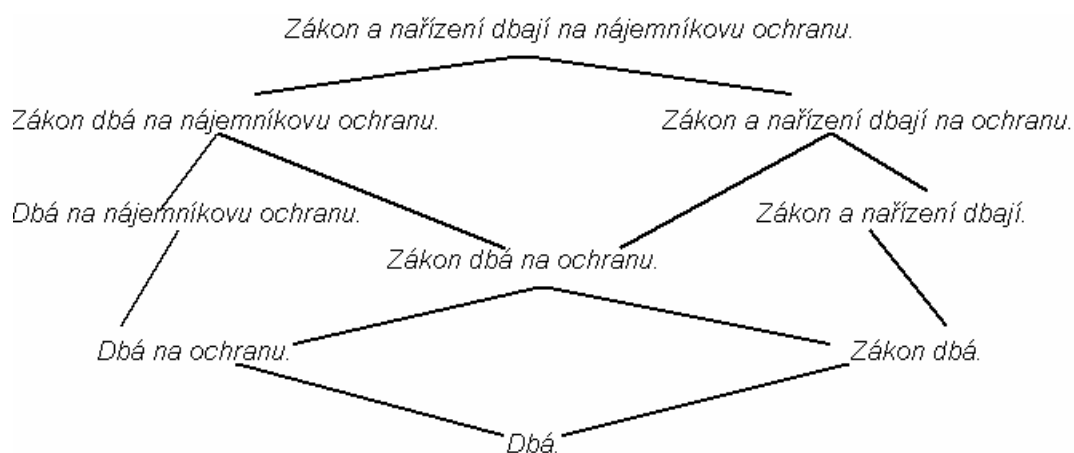 Zákon a nařízení dbají na nájemníkovu ochranu.
Zákon dbá na nájemníkovu ochranu.
Zákon a nařízení dbají na ochranu.
Dbá na nájemníkovu ochranu.
Zákon a nařízení dbají.
Zákon dbá na ochranu.
Dbá na ochranu.
Zákon dbá.
Dbá.